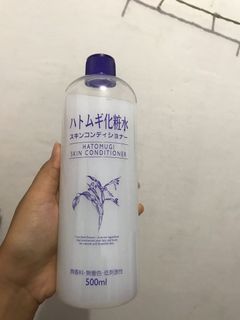 ハトムギ化粧水
スキンコンディショナー
HATOMUGI
SKIN CONDITIONER
無香料・無着色・低刺激性
500ml